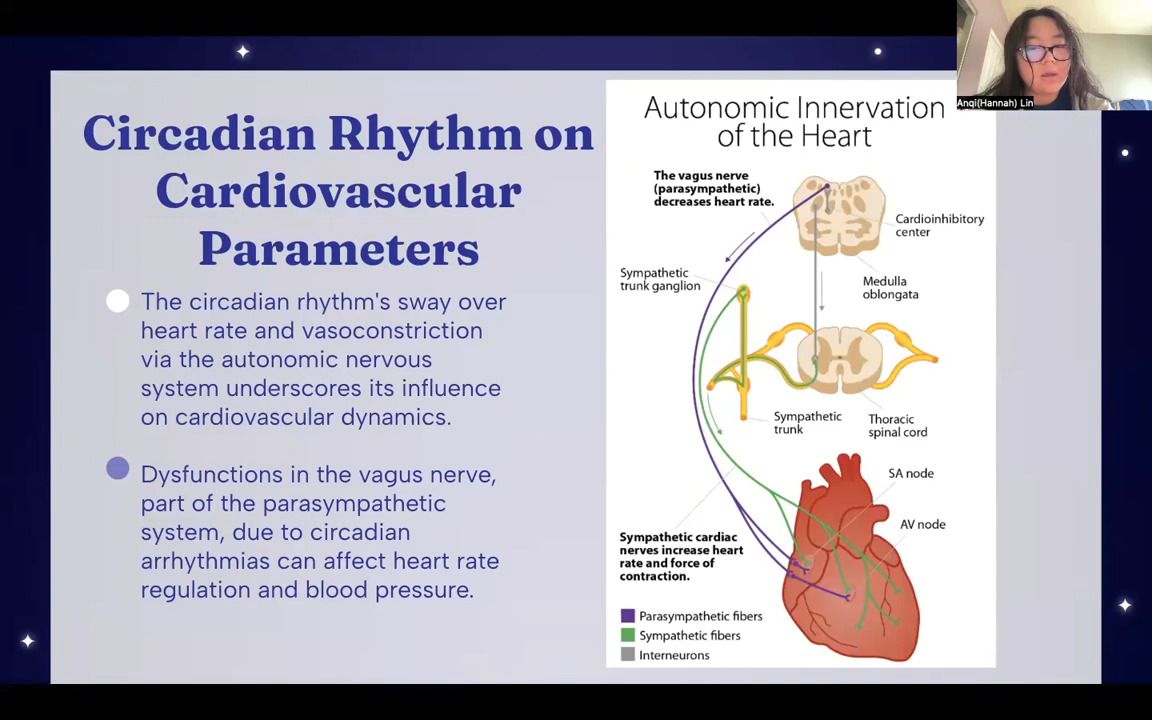 Circadian Rhythm on
Cardiovascular
Parameters
The circadian rhythm's sway over
heart rate and vasoconstriction
via the autonomic nervous
system underscores its influence
on cardiovascular dynamics.
Dysfunctions in the vagus nerve,
part of the parasympathetic
system, due to circadian
arrhythmias can affect heart rate
regulation and blood pressure.
Autonomic Innervation
of the Heart
The vagus nerve
(parasympathetic)
decreases heart rate.
Cardioinhibitory
center
Medulla
oblongata
Sympathetic
trunk ganglion
Sympathetic
trunk
Thoracic
spinal cord
SA node
AV node
Sympathetic cardiac
nerves increase heart
rate and force of
contraction.
Parasympathetic fibers
Sympathetic fibers
Interneurons
Anqi(Hannah) Lin